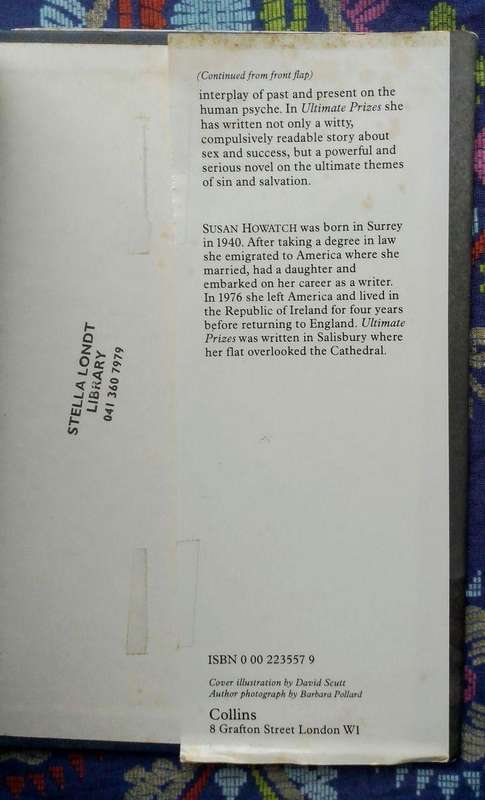 (Continued from front flap)
interplay of past and present on the
human psyche. In Ultimate Prizes she
has written not only a witty,
compulsively readable story about
sex and success, but a powerful and
serious novel on the ultimate themes
of sin and salvation.
SUSAN HOWATCH was born in Surrey
in 1940. After taking a degree in law
she emigrated to America where she
married, had a daughter and
embarked on her career as a writer.
In 1976 she left America and lived in
the Republic of Ireland for four years
before returning to England. Ultimate
Prizes was written in Salisbury where
her flat overlooked the Cathedral.
STELLA LONDT
LIBRARY
041 360 7979
ISBN 0 00 223557 9
Cover illustration by David Scutt
Author photograph by Barbara Pollard
Collins
8 Grafton Street London W1